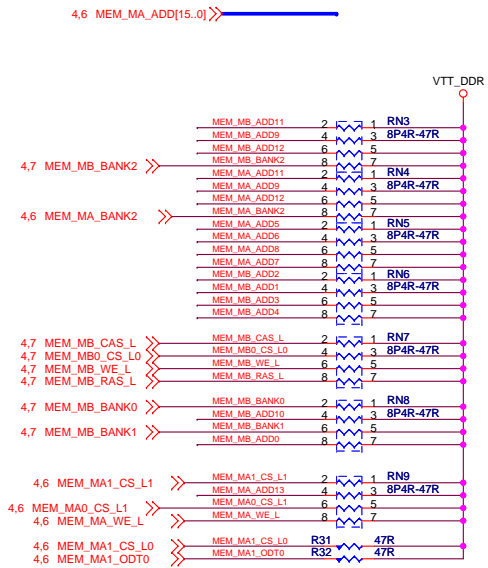 4,6 MEM_MA_ADD[15..0]
VTT_DDR
MEM_MB_ADD11 2 1 RN3
MEM_MB_ADD9 4 3 8P4R-47R
MEM_MB_ADD12 6 5
4,7 MEM_MB_BANK2 MEM_MB_BANK2 8 7
MEM_MA_ADD11 2 1 RN4
MEM_MA_ADD9 4 3 8P4R-47R
MEM_MA_ADD12 6 5
4,6 MEM_MA_BANK2 MEM_MA_BANK2 8 7
MEM_MA_ADD5 2 1 RN5
MEM_MA_ADD6 4 3 8P4R-47R
MEM_MA_ADD8 6 5
MEM_MA_ADD7 8 7
MEM_MB_ADD2 2 1 RN6
MEM_MB_ADD1 4 3 8P4R-47R
MEM_MB_ADD3 6 5
MEM_MB_ADD4 8 7
4,7 MEM_MB_CAS_L MEM_MB_CAS_L 2 1 RN7
4,7 MEM_MB0_CS_L0 MEM_MB0_CS_L0 4 3 8P4R-47R
4,7 MEM_MB_WE_L MEM_MB_WE_L 6 5
4,7 MEM_MB_RAS_L MEM_MB_RAS_L 8 7
4,7 MEM_MB_BANK0 MEM_MB_BANK0 2 1 RN8
MEM_MB_ADD10 4 3 8P4R-47R
4,7 MEM_MB_BANK1 MEM_MB_BANK1 6 5
MEM_MB_ADD0 8 7
4,6 MEM_MA1_CS_L1 MEM_MA1_CS_L1 2 1 RN9
MEM_MA_ADD13 4 3 8P4R-47R
4,6 MEM_MA0_CS_L1 MEM_MA0_CS_L1 6 5
4,6 MEM_MA_WE_L MEM_MA_WE_L 8 7
4,6 MEM_MA1_CS_L0 MEM_MA1_CS_L0 R31 47R
4,6 MEM_MA1_ODT0 MEM_MA1_ODT0 R32 47R